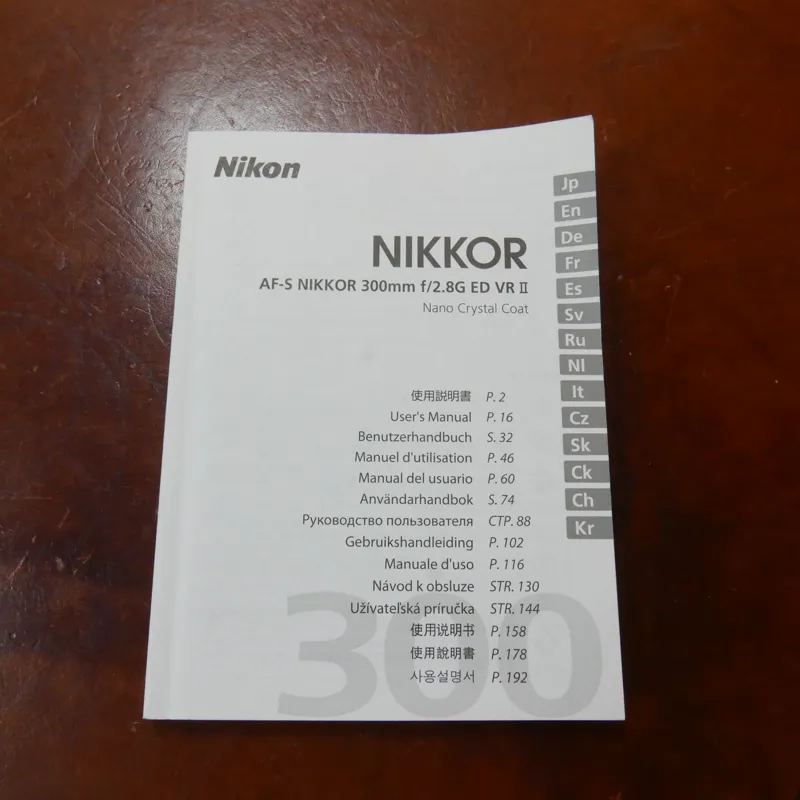 Nikon
NIKKOR
AF-S NIKKOR 300mm f/2.8G ED VR II
Nano Crystal Coat
Jp
En
De
Fr
Es
Sv
Ru
Nl
It
Cz
Sk
Ck
Ch
Kr
使用説明書 P. 2
User's Manual P. 16
Benutzerhandbuch S. 32
Manuel d'utilisation P. 46
Manual del usuario P. 60
Användarhandbok S. 74
Руководство пользователя СТР. 88
Gebruikshandleiding P. 102
Manuale d'uso P. 116
Návod k obsluze STR. 130
Užívateľská príručka STR. 144
使用说明书 P. 158
使用說明書 P. 178
사용설명서 P. 192
300